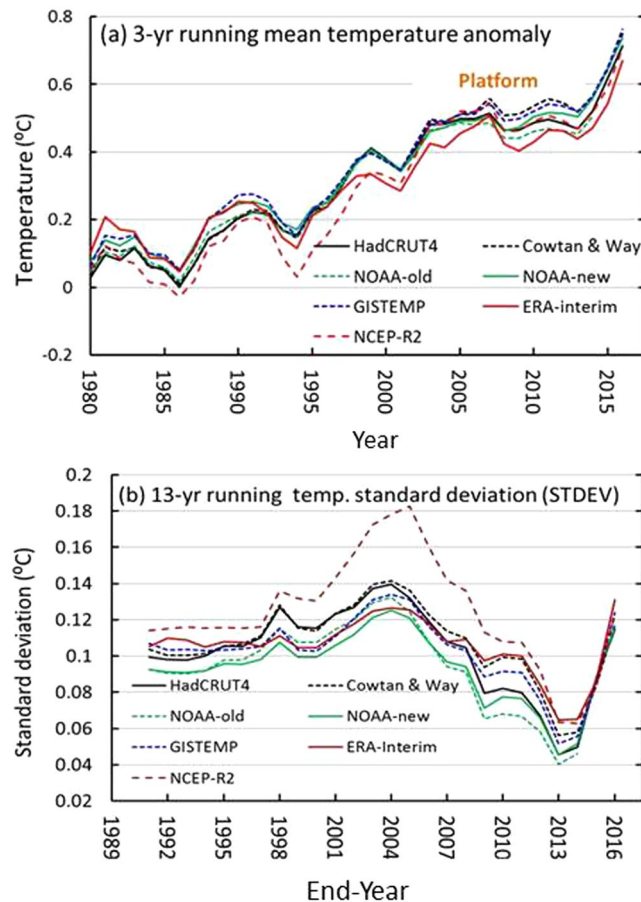 (a) 3-yr running mean temperature anomaly
Platform
0.8
0.6
0.4
0.2
0
-0.2
Temperature (⁰C)
HadCRUT4
Cowtan & Way
NOAA-old
NOAA-new
GISTEMP
ERA-interim
NCEP-R2
1980
1985
1990
1995
2000
2005
2010
2015
Year
(b) 13-yr running temp. standard deviation (STDEV)
0.2
0.18
0.16
0.14
0.12
0.1
0.08
0.06
0.04
0.02
Standard deviation (⁰C)
HadCRUT4
Cowtan & Way
NOAA-old
NOAA-new
GISTEMP
ERA-Interim
NCEP-R2
1989
1992
1995
1998
2001
2004
2007
2010
2013
2016
End-Year